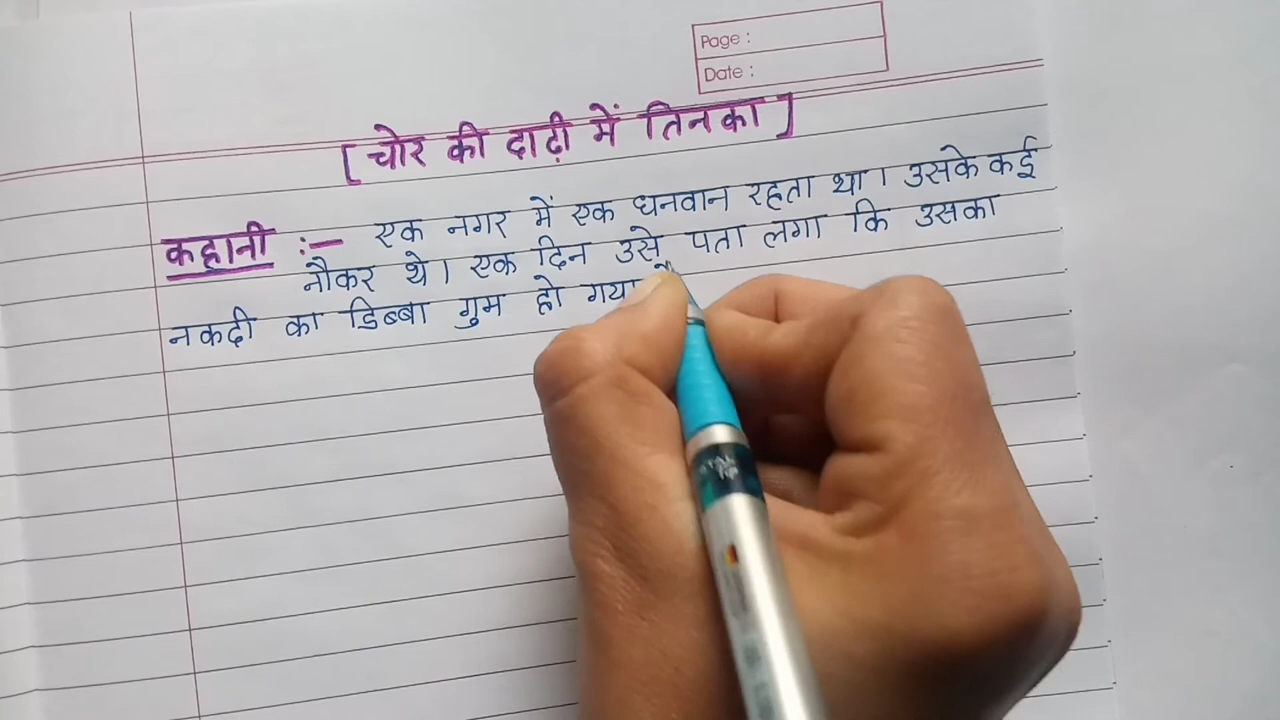 Page :
Date :
[ चोर की दाढ़ी में तिनका ]
कहानी :- एक नगर में एक धनवान रहता था। उसके कई
नौकर थे। एक दिन उसे पता लगा कि उसका
नकदी का डिब्बा गुम हो गया